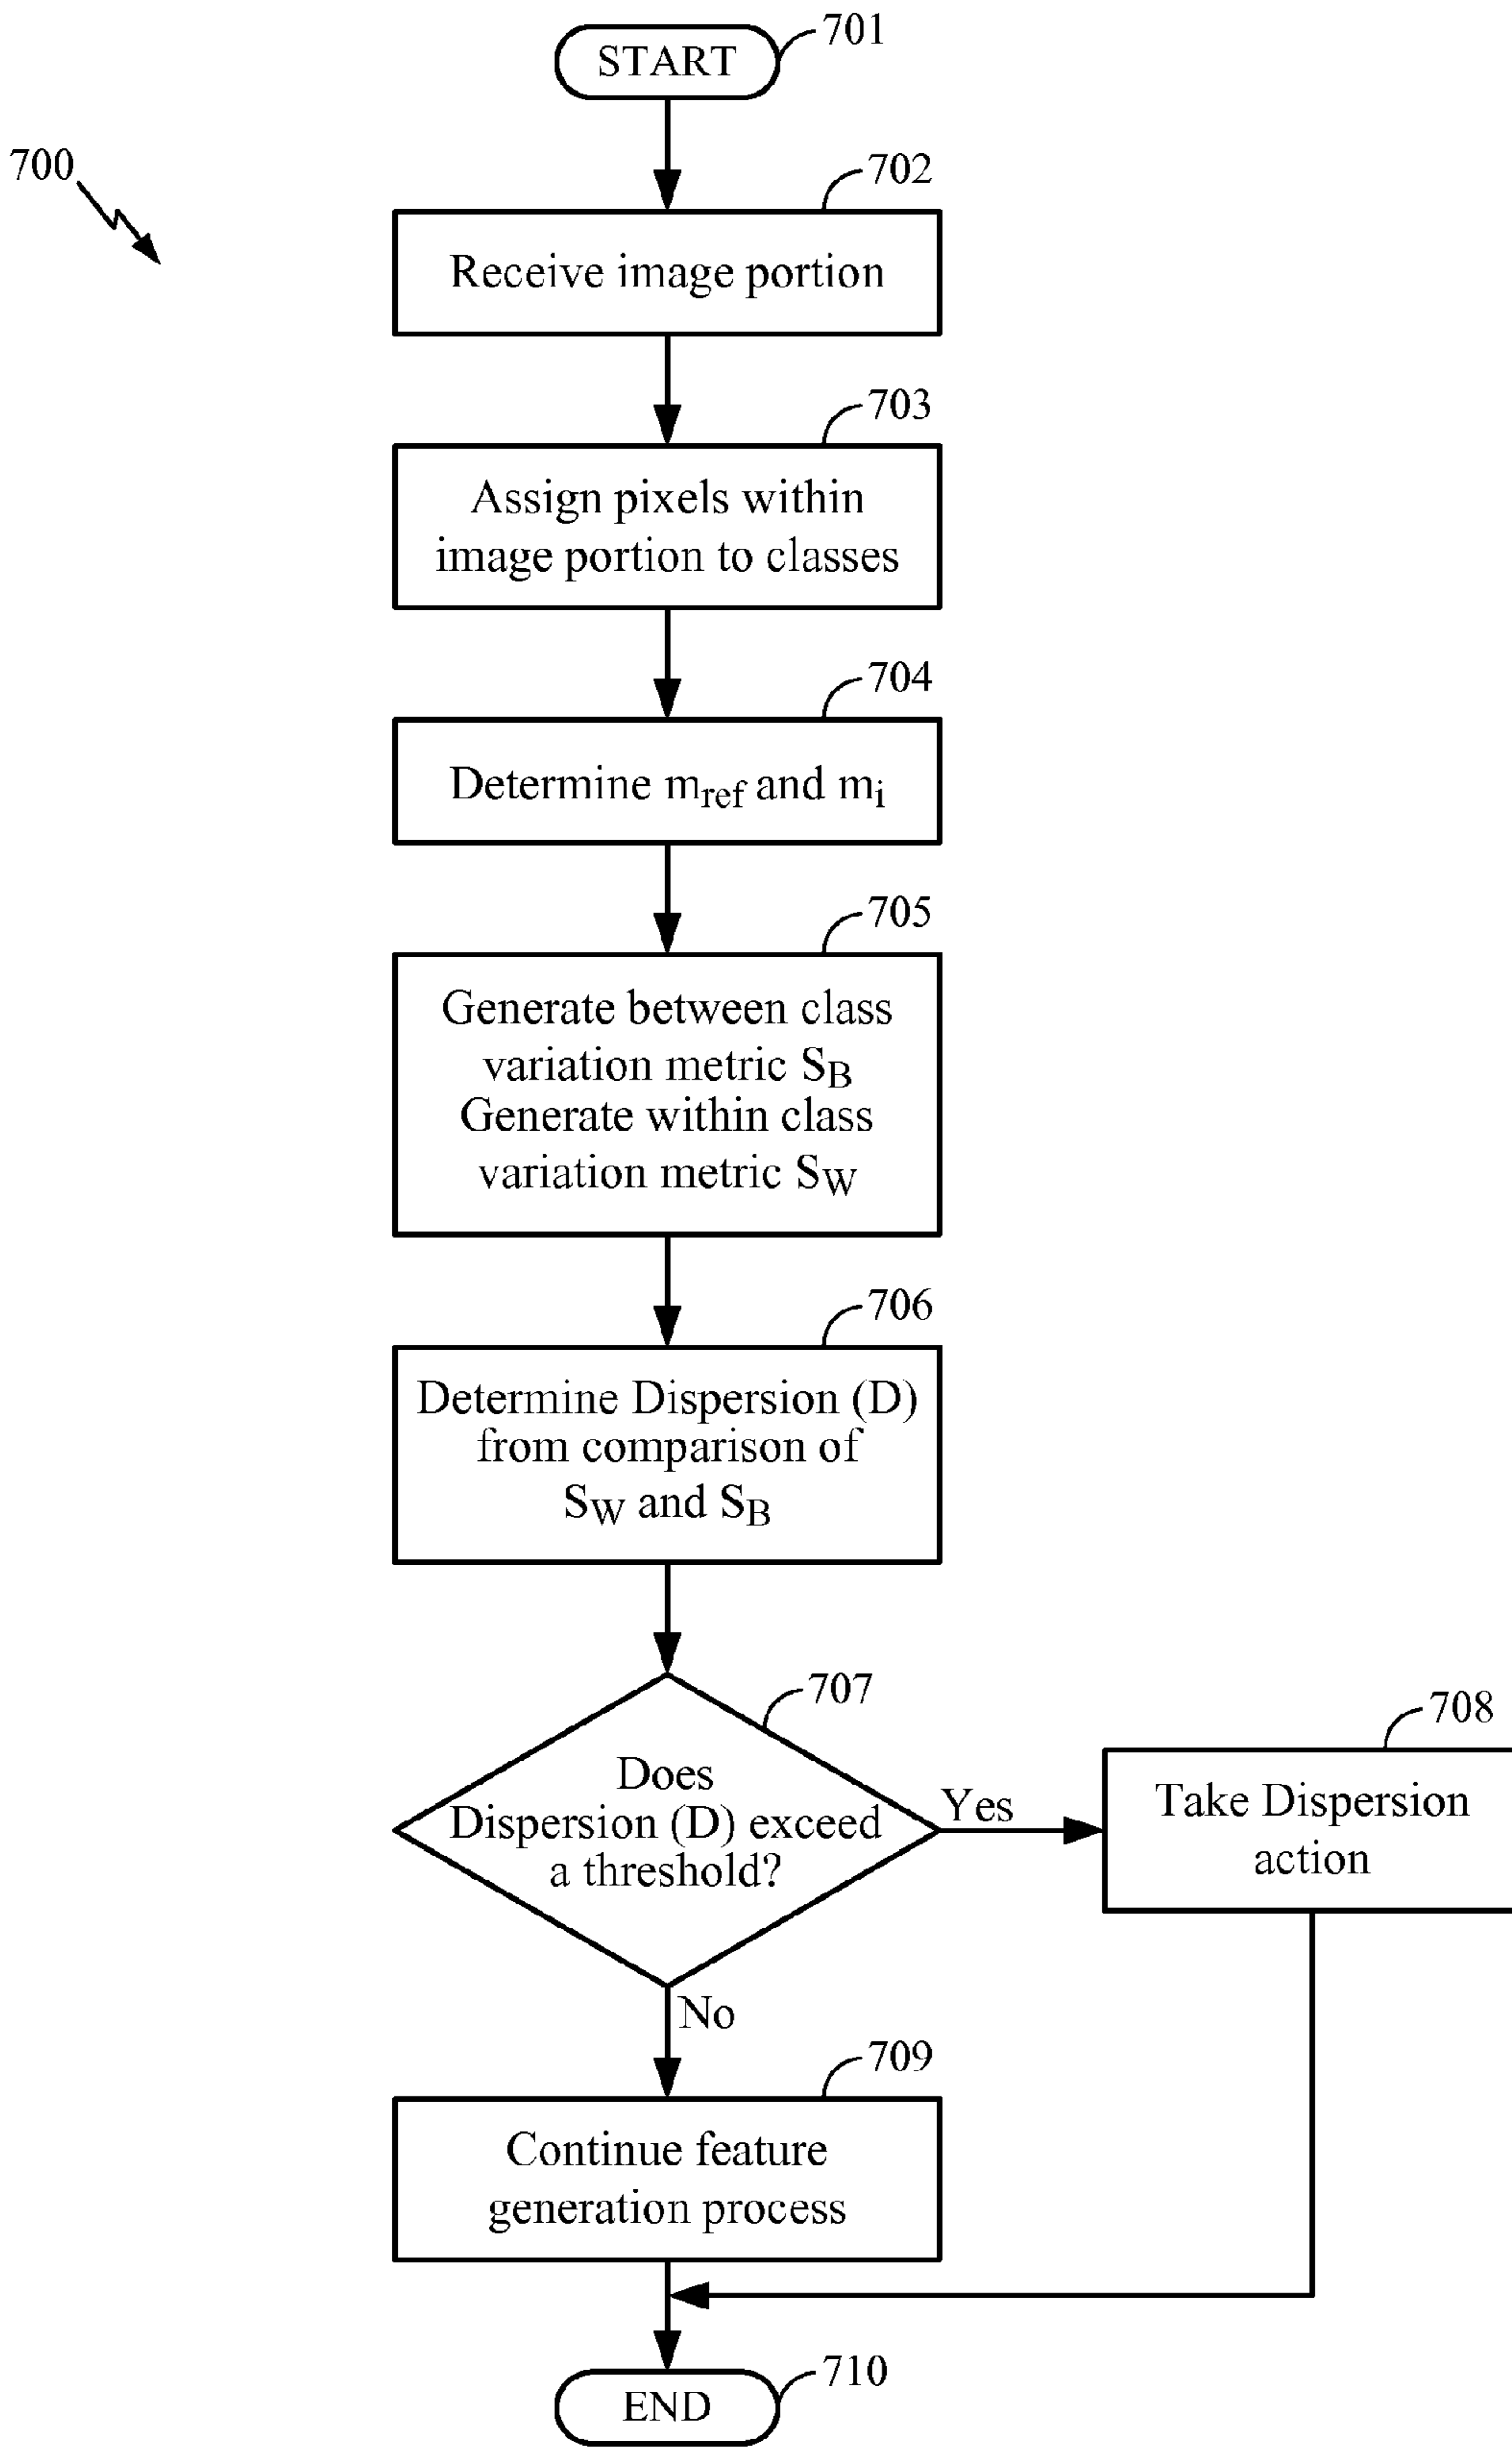 START
701
700
702
Receive image portion
703
Assign pixels within
image portion to classes
704
Determine mref and mi
705
Generate between class
variation metric SB
Generate within class
variation metric SW
706
Determine Dispersion (D)
from comparison of
SW and SB
707
Does
Dispersion (D) exceed
a threshold?
Yes
708
Take Dispersion
action
No
709
Continue feature
generation process
710
END